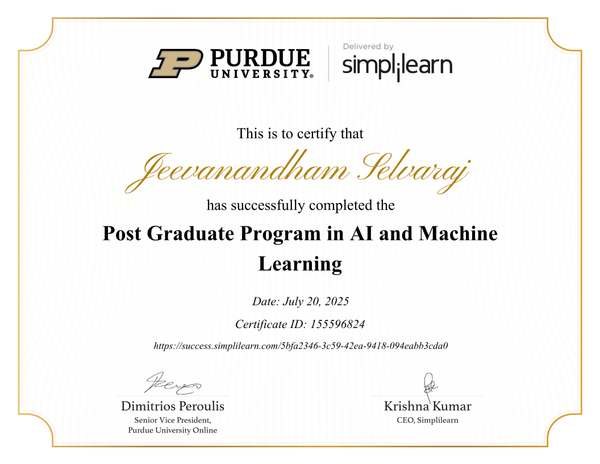 PURDUE
UNIVERSITY®
Delivered by
simplilearn
This is to certify that
Jeevanandham Selvaraj
has successfully completed the
Post Graduate Program in AI and Machine
Learning
Date: July 20, 2025
Certificate ID: 155596824
https://success.simplilearn.com/5bfa2346-3c59-42ea-9418-094eabb3cda0
Dimitrios Peroulis
Senior Vice President,
Purdue University Online
Krishna Kumar
CEO, Simplilearn